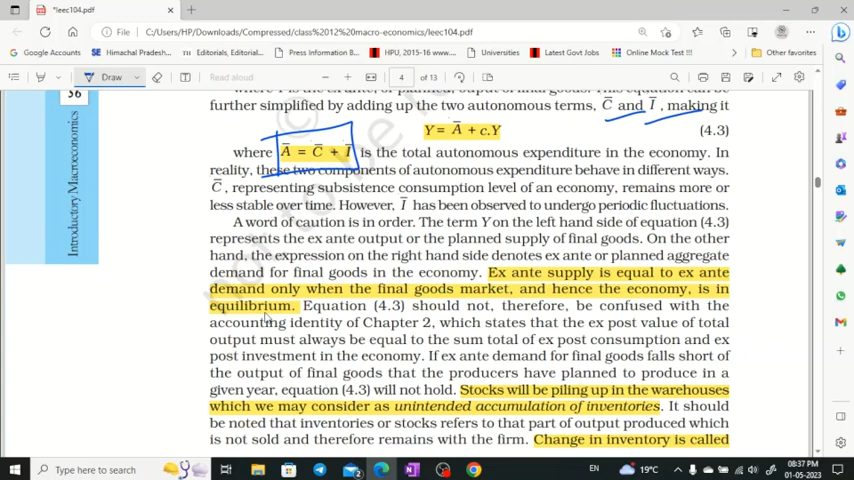 *leec104.pdf
File
C:/Users/HP/Downloads/Compressed/class%2012%20macro-economics/leec104.pdf
Google Accounts
Himachal Pradesh...
Editorials, Editorial...
Press Information B...
HPU, 2015-16 www....
Universities
Latest Govt Jobs
Online Mock Test
Other favorites
Draw
Read aloud
4
of 13
36
Introductory Macroeconomics
further simplified by adding up the two autonomous terms, C̄ and Ī, making it
Y = Ā + c.Y
(4.3)
where Ā = C̄ + Ī is the total autonomous expenditure in the economy. In
reality, these two components of autonomous expenditure behave in different ways.
C̄, representing subsistence consumption level of an economy, remains more or
less stable over time. However, Ī has been observed to undergo periodic fluctuations.
A word of caution is in order. The term Y on the left hand side of equation (4.3)
represents the ex ante output or the planned supply of final goods. On the other
hand, the expression on the right hand side denotes ex ante or planned aggregate
demand for final goods in the economy. Ex ante supply is equal to ex ante
demand only when the final goods market, and hence the economy, is in
equilibrium. Equation (4.3) should not, therefore, be confused with the
accounting identity of Chapter 2, which states that the ex post value of total
output must always be equal to the sum total of ex post consumption and ex
post investment in the economy. If ex ante demand for final goods falls short of
the output of final goods that the producers have planned to produce in a
given year, equation (4.3) will not hold. Stocks will be piling up in the warehouses
which we may consider as unintended accumulation of inventories. It should
be noted that inventories or stocks refers to that part of output produced which
is not sold and therefore remains with the firm. Change in inventory is called
Type here to search
19°C
EN
08:37 PM
01-05-2023